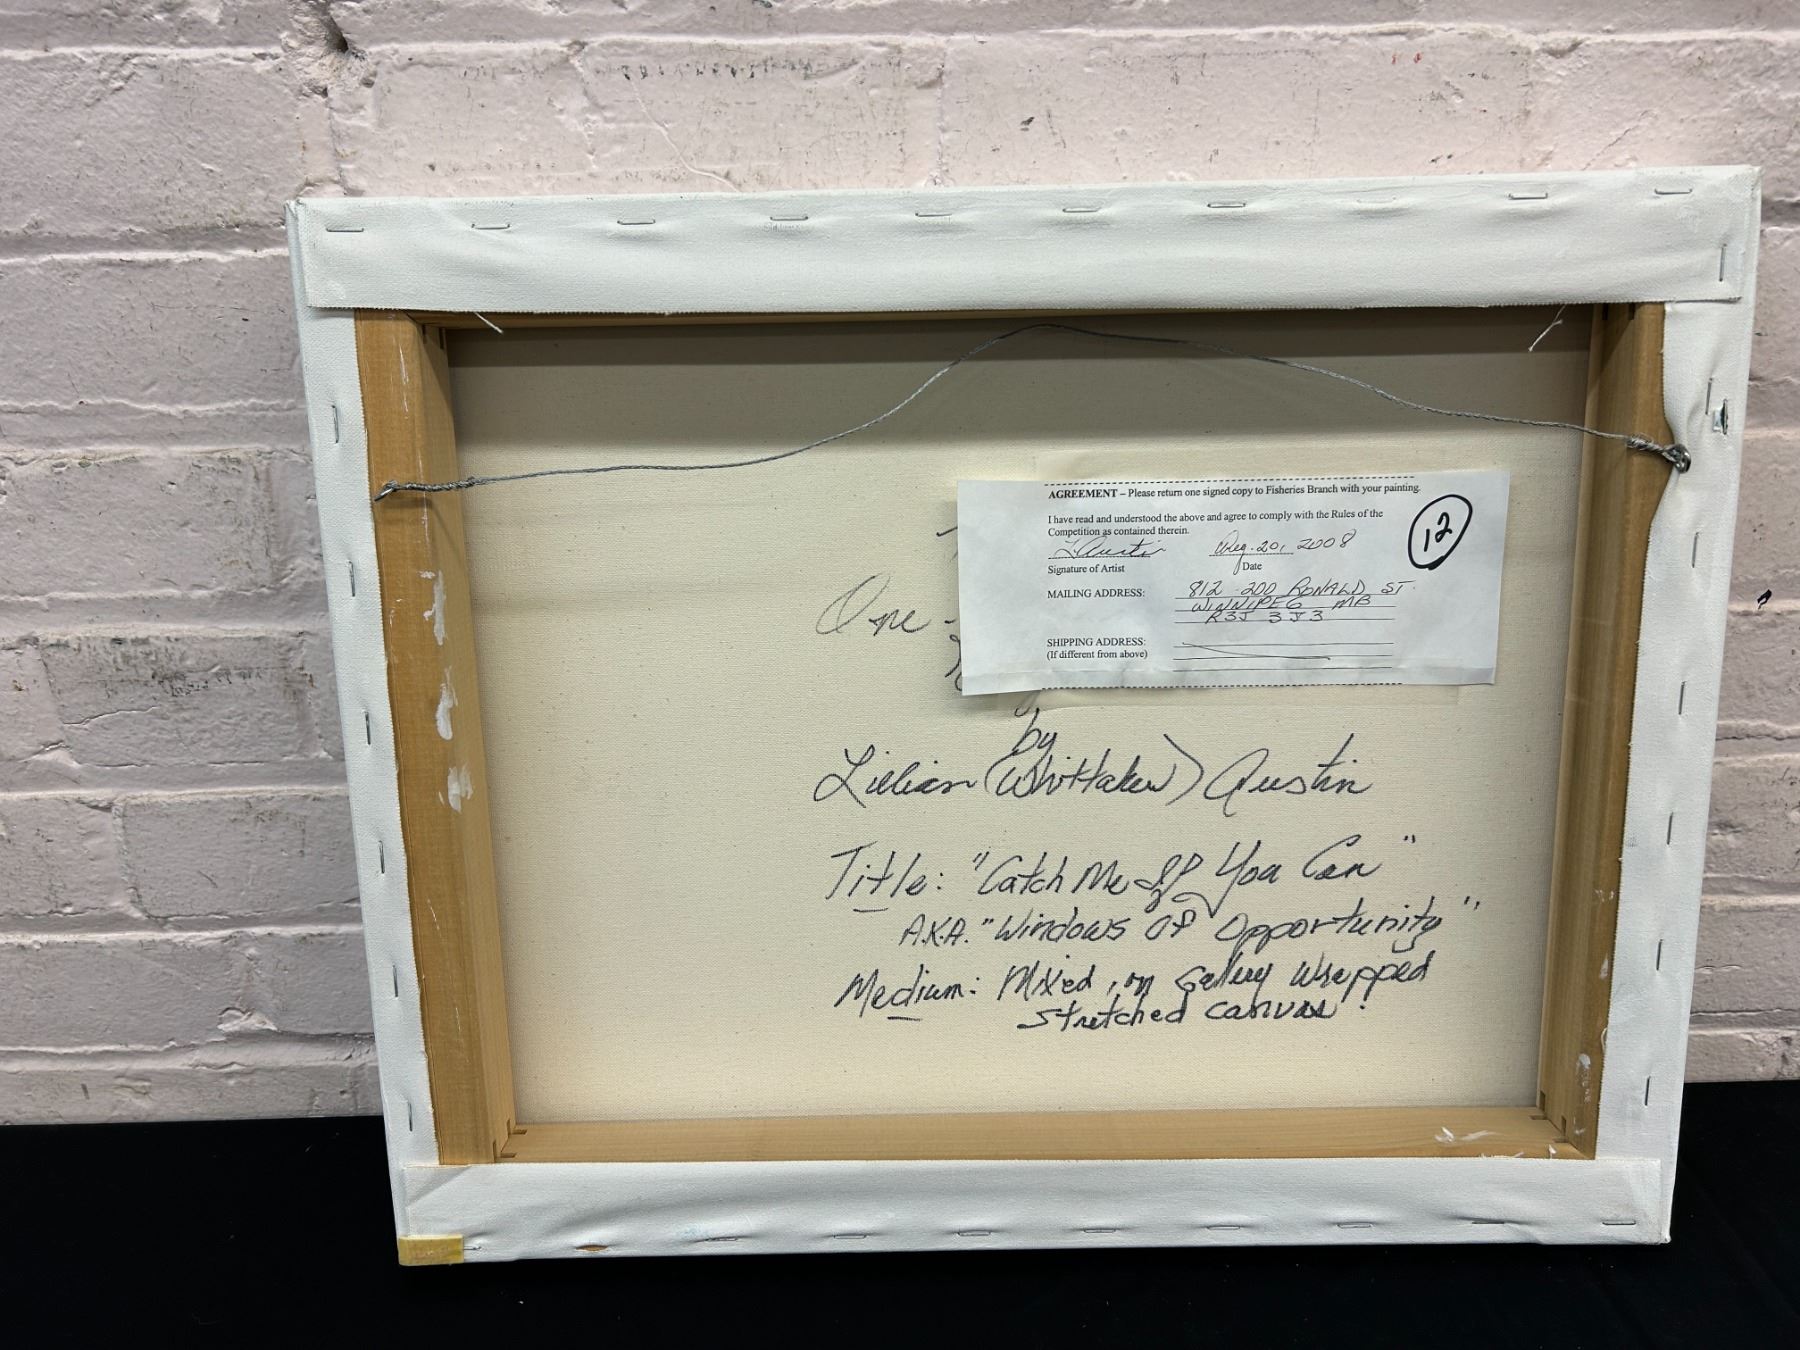 AGREEMENT – Please return one signed copy to Fisheries Branch with your painting.
I have read and understood the above and agree to comply with the Rules of the
Competition as contained therein.
L Austin Aug. 20, 2008
Signature of Artist Date
12
MAILING ADDRESS: 812 - 200 RONALD ST.
WINNIPEG MB
R3J 3J3
SHIPPING ADDRESS:
(If different from above)
One -
by
Lillian (Whittaker) Austin
Title: "Catch Me If You Can"
A.K.A. "Windows Of Opportunity"
Medium: Mixed, on Gallery Wrapped
Stretched Canvas.